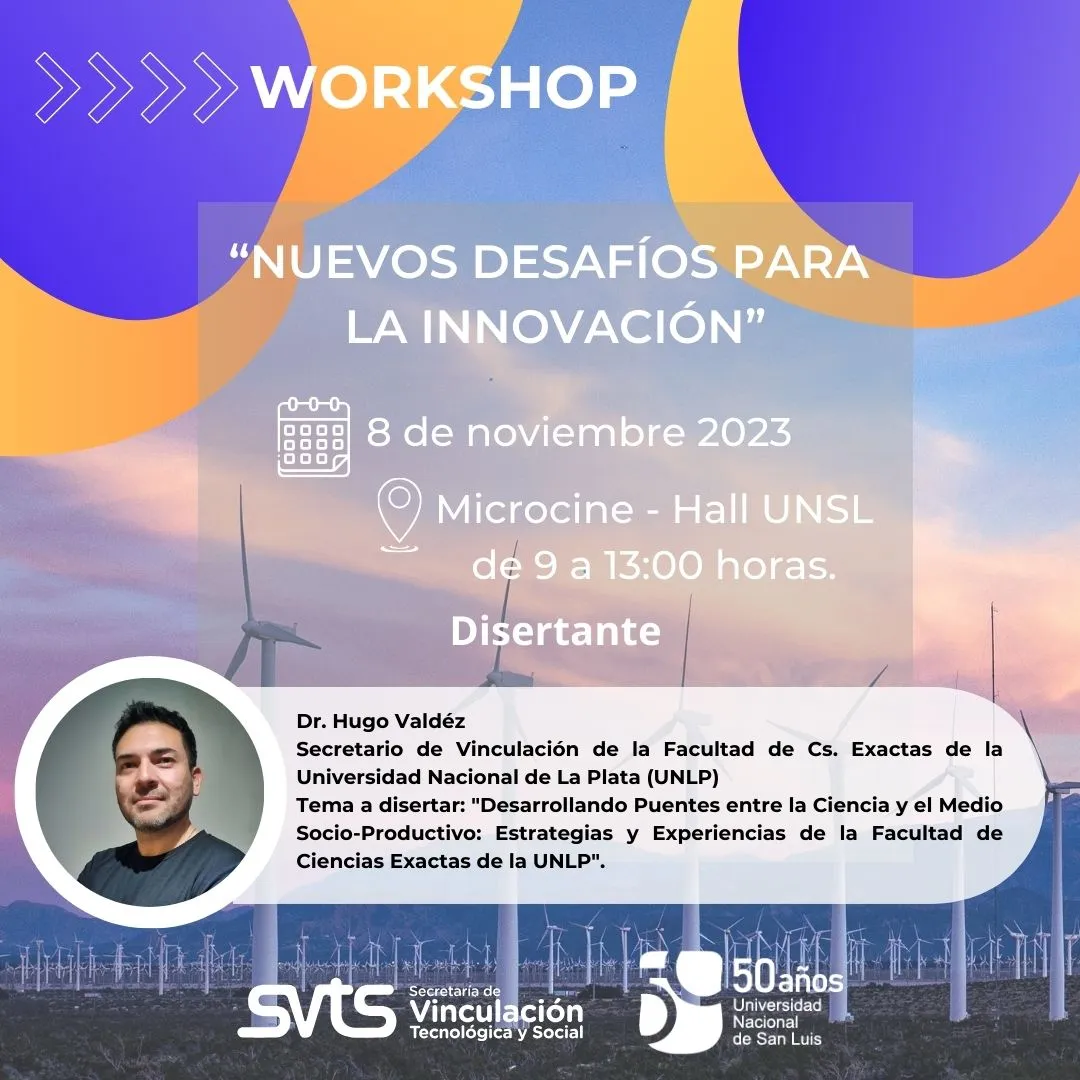 WORKSHOP
“NUEVOS DESAFÍOS PARA
LA INNOVACIÓN”
8 de noviembre 2023
Microcine - Hall UNSL
de 9 a 13:00 horas.
Disertante
Dr. Hugo Valdéz
Secretario de Vinculación de la Facultad de Cs. Exactas de la
Universidad Nacional de La Plata (UNLP)
Tema a disertar: "Desarrollando Puentes entre la Ciencia y el Medio
Socio-Productivo: Estrategias y Experiencias de la Facultad de
Ciencias Exactas de la UNLP".
svts
Secretaría de
Vinculación
Tecnológica y Social
50 años
Universidad
Nacional
de San Luis